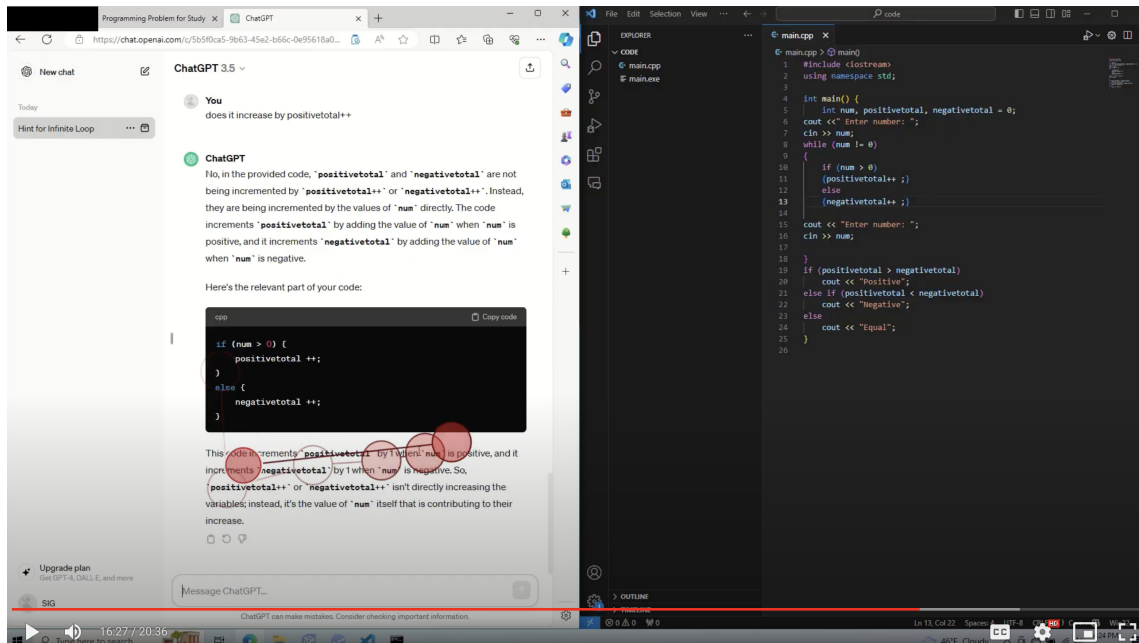 Programming Problem for Study
ChatGPT
https://chat.openai.com/c/5b5f0ca5-9b63-45e2-b66c-0e95618a0...
New chat
Today
Hint for Infinite Loop
ChatGPT 3.5
You
does it increase by positivetotal++
ChatGPT
No, in the provided code, `positivetotal` and `negativetotal` are not
being incremented by `positivetotal++` or `negativetotal++`. Instead,
they are being incremented by the values of `num` directly. The code
increments `positivetotal` by adding the value of `num` when `num` is
positive, and it increments `negativetotal` by adding the value of `num`
when `num` is negative.
Here's the relevant part of your code:
cpp
Copy code
if (num > 0) {
positivetotal ++;
}
else {
negativetotal ++;
}
This code increments `positivetotal` by 1 when `num` is positive, and it
increments `negativetotal` by 1 when `num` is negative. So,
`positivetotal++` or `negativetotal++` isn't directly increasing the
variables; instead, it's the value of `num` itself that is contributing to their
increase.
Upgrade plan
Get GPT-4, DALL·E, and more
SIG
Message ChatGPT...
ChatGPT can make mistakes. Consider checking important information.
File Edit Selection View ...
code
EXPLORER
CODE
main.cpp
main.exe
OUTLINE
TIMELINE
main.cpp
main.cpp > main()
1 #include <iostream>
2 using namespace std;
3
4 int main() {
5 int num, positivetotal, negativetotal = 0;
6 cout <<" Enter number: ";
7 cin >> num;
8 while (num != 0)
9 {
10 if (num > 0)
11 {positivetotal++ ;}
12 else
13 {negativetotal++ ;}
14
15 cout << "Enter number: ";
16 cin >> num;
17
18 }
19 if (positivetotal > negativetotal)
20 cout << "Positive";
21 else if (positivetotal < negativetotal)
22 cout << "Negative";
23 else
24 cout << "Equal";
25 }
26
0 0 0
Ln 13, Col 22 UTF-8
16:27 / 20:36
Type here to search
46°F Cloudy
CC
HD